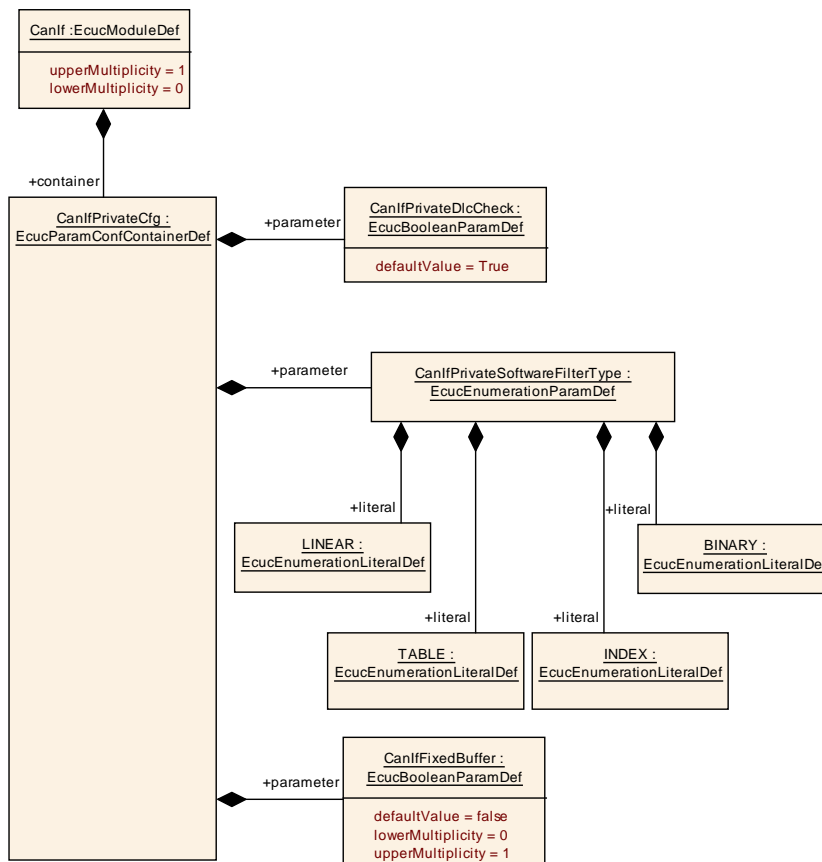 CanIf :EcucModuleDef
upperMultiplicity = 1
lowerMultiplicity = 0
+container
CanIfPrivateCfg :
EcucParamConfContainerDef
+parameter
CanIfPrivateDlcCheck :
EcucBooleanParamDef
defaultValue = True
+parameter
CanIfPrivateSoftwareFilterType :
EcucEnumerationParamDef
+literal
+literal
LINEAR :
EcucEnumerationLiteralDef
BINARY :
EcucEnumerationLiteralDef
+literal
+literal
TABLE :
EcucEnumerationLiteralDef
INDEX :
EcucEnumerationLiteralDef
+parameter
CanIfFixedBuffer :
EcucBooleanParamDef
defaultValue = false
lowerMultiplicity = 0
upperMultiplicity = 1